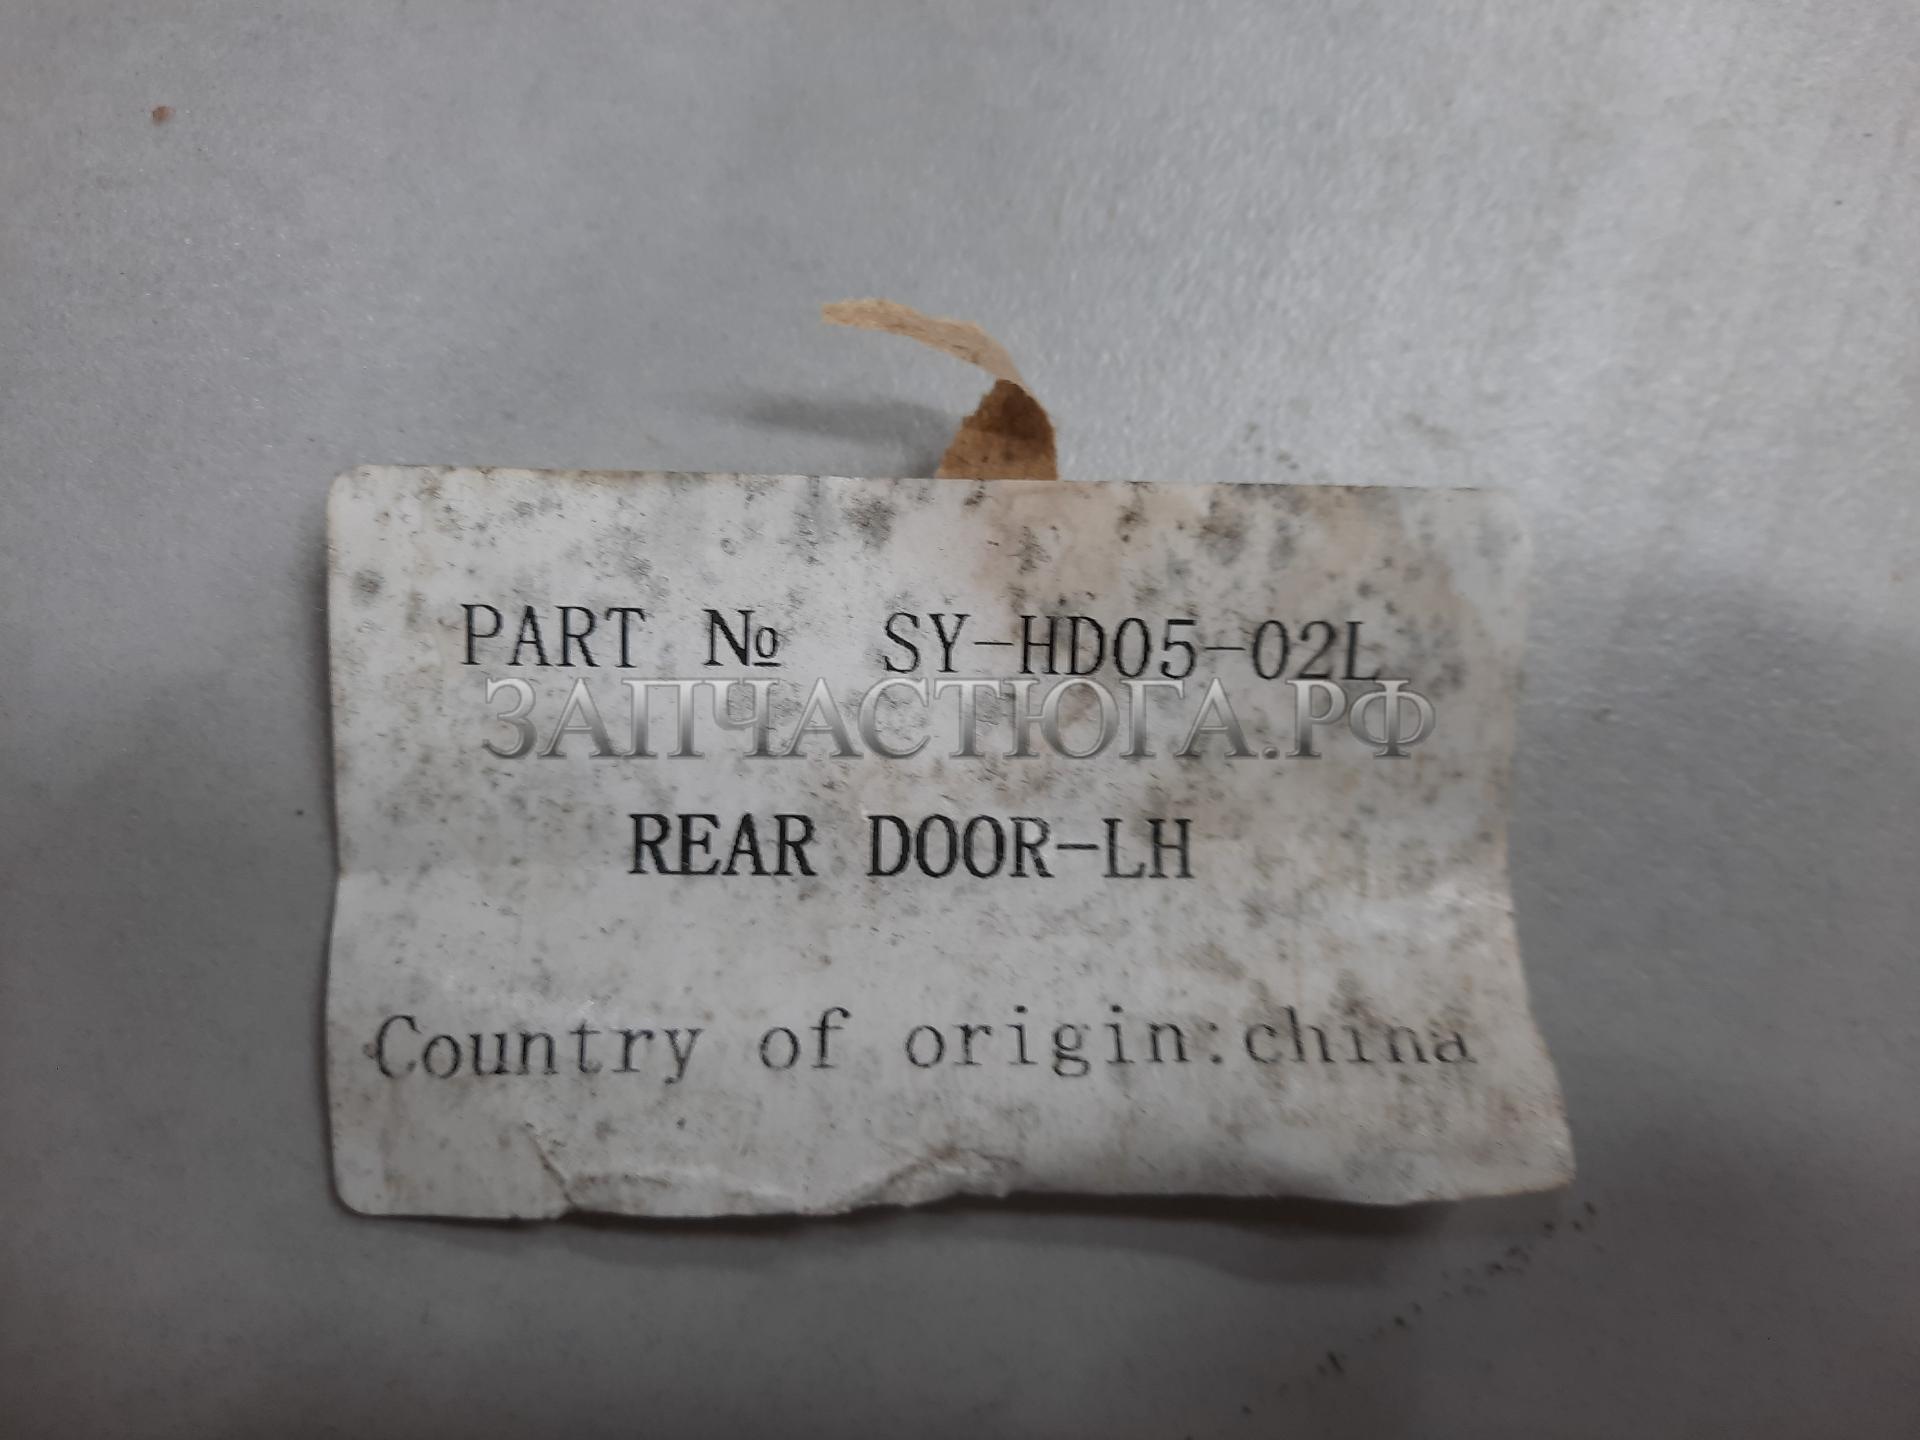 PART № SY-HD05-02L
ЗАПЧАСТЮГА.РФ
REAR DOOR-LH
Country of origin:china